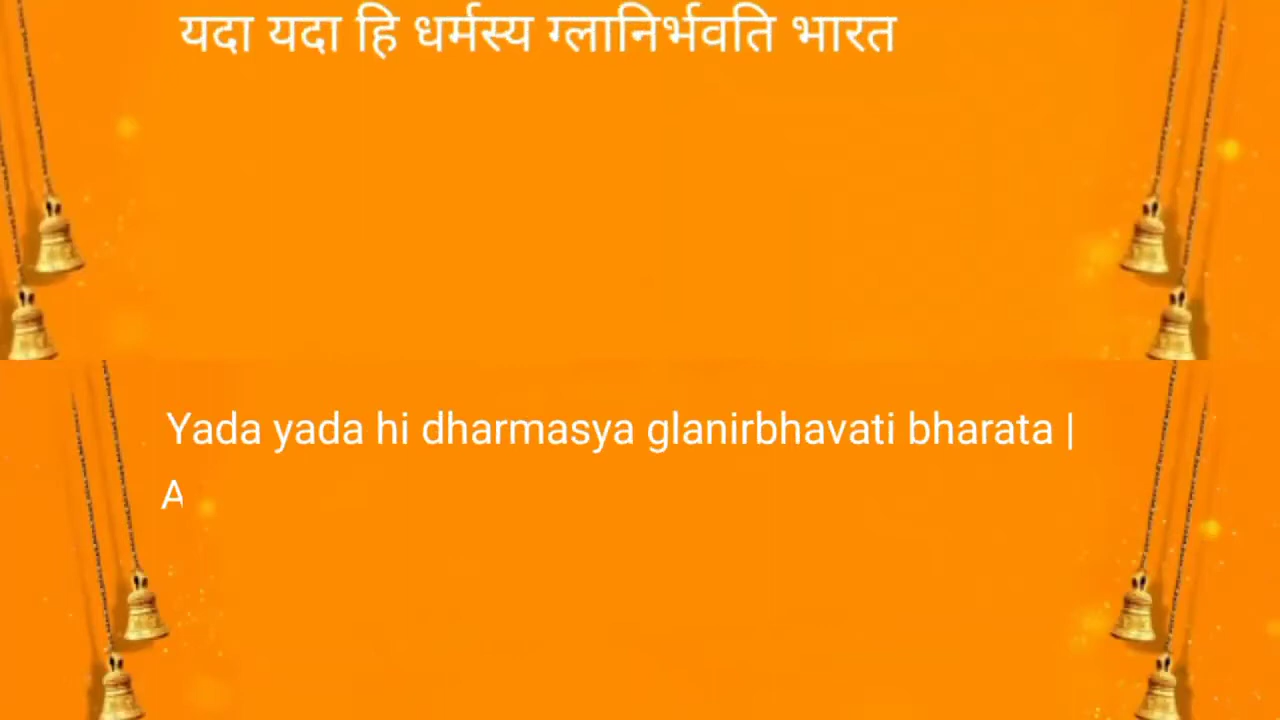 यदा यदा हि धर्मस्य ग्लानिर्भवति भारत
Yada yada hi dharmasya glanirbhavati bharata |
A